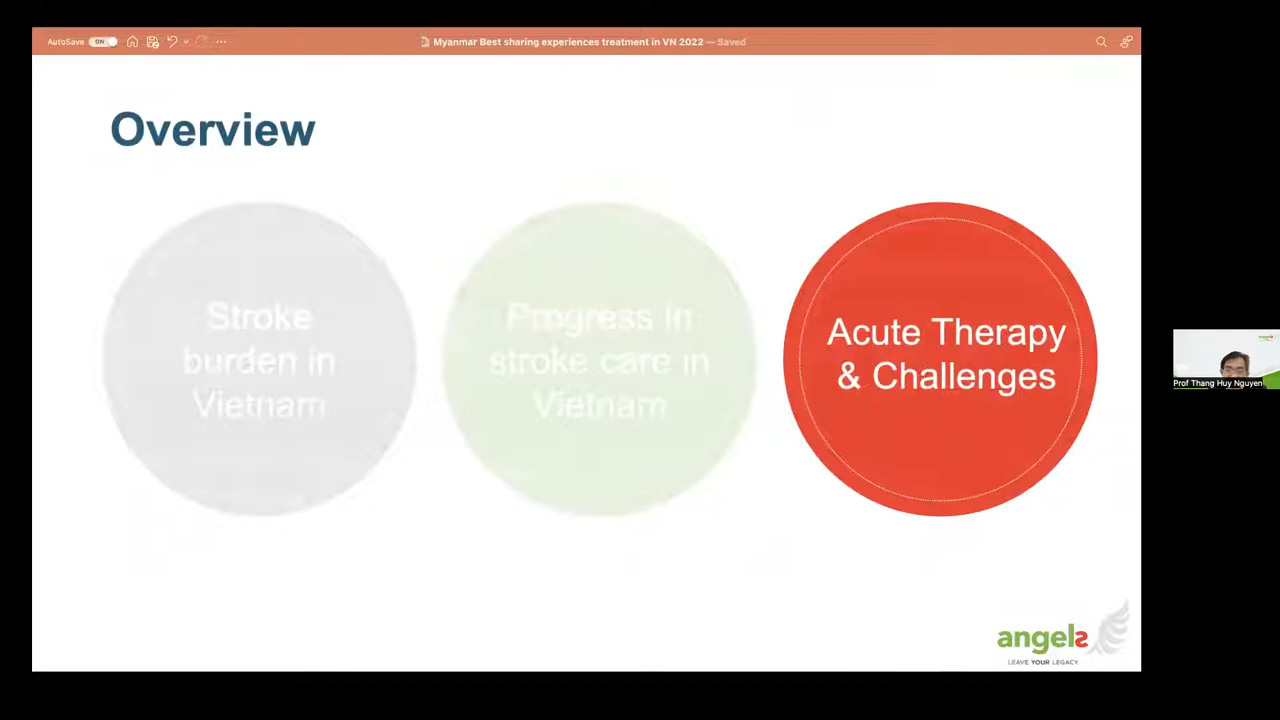 AutoSave ON
Myanmar Best sharing experiences treatment in VN 2022 — Saved
Overview
Stroke
burden in
Vietnam
Progress in
stroke care in
Vietnam
Acute Therapy
& Challenges
Prof Thang Huy Nguyen
angels
LEAVE YOUR LEGACY